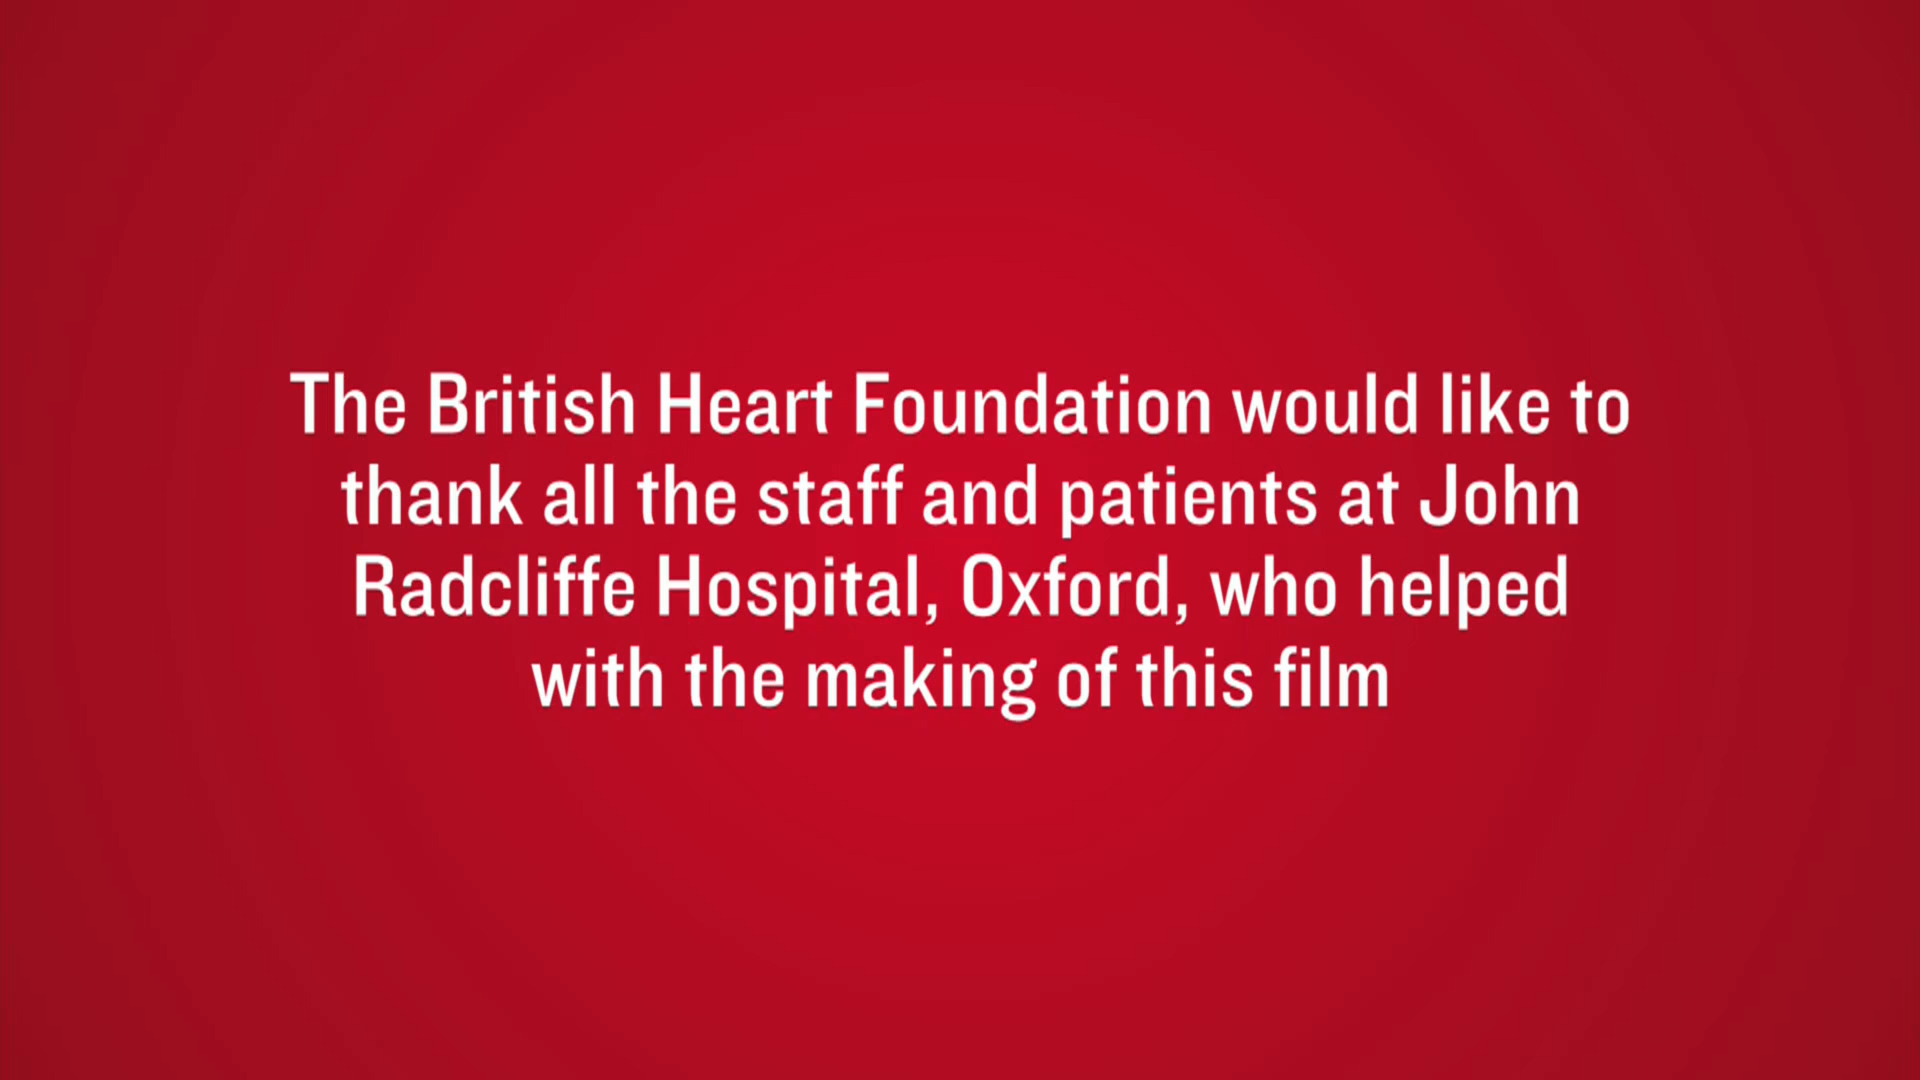 The British Heart Foundation would like to
thank all the staff and patients at John
Radcliffe Hospital, Oxford, who helped
with the making of this film